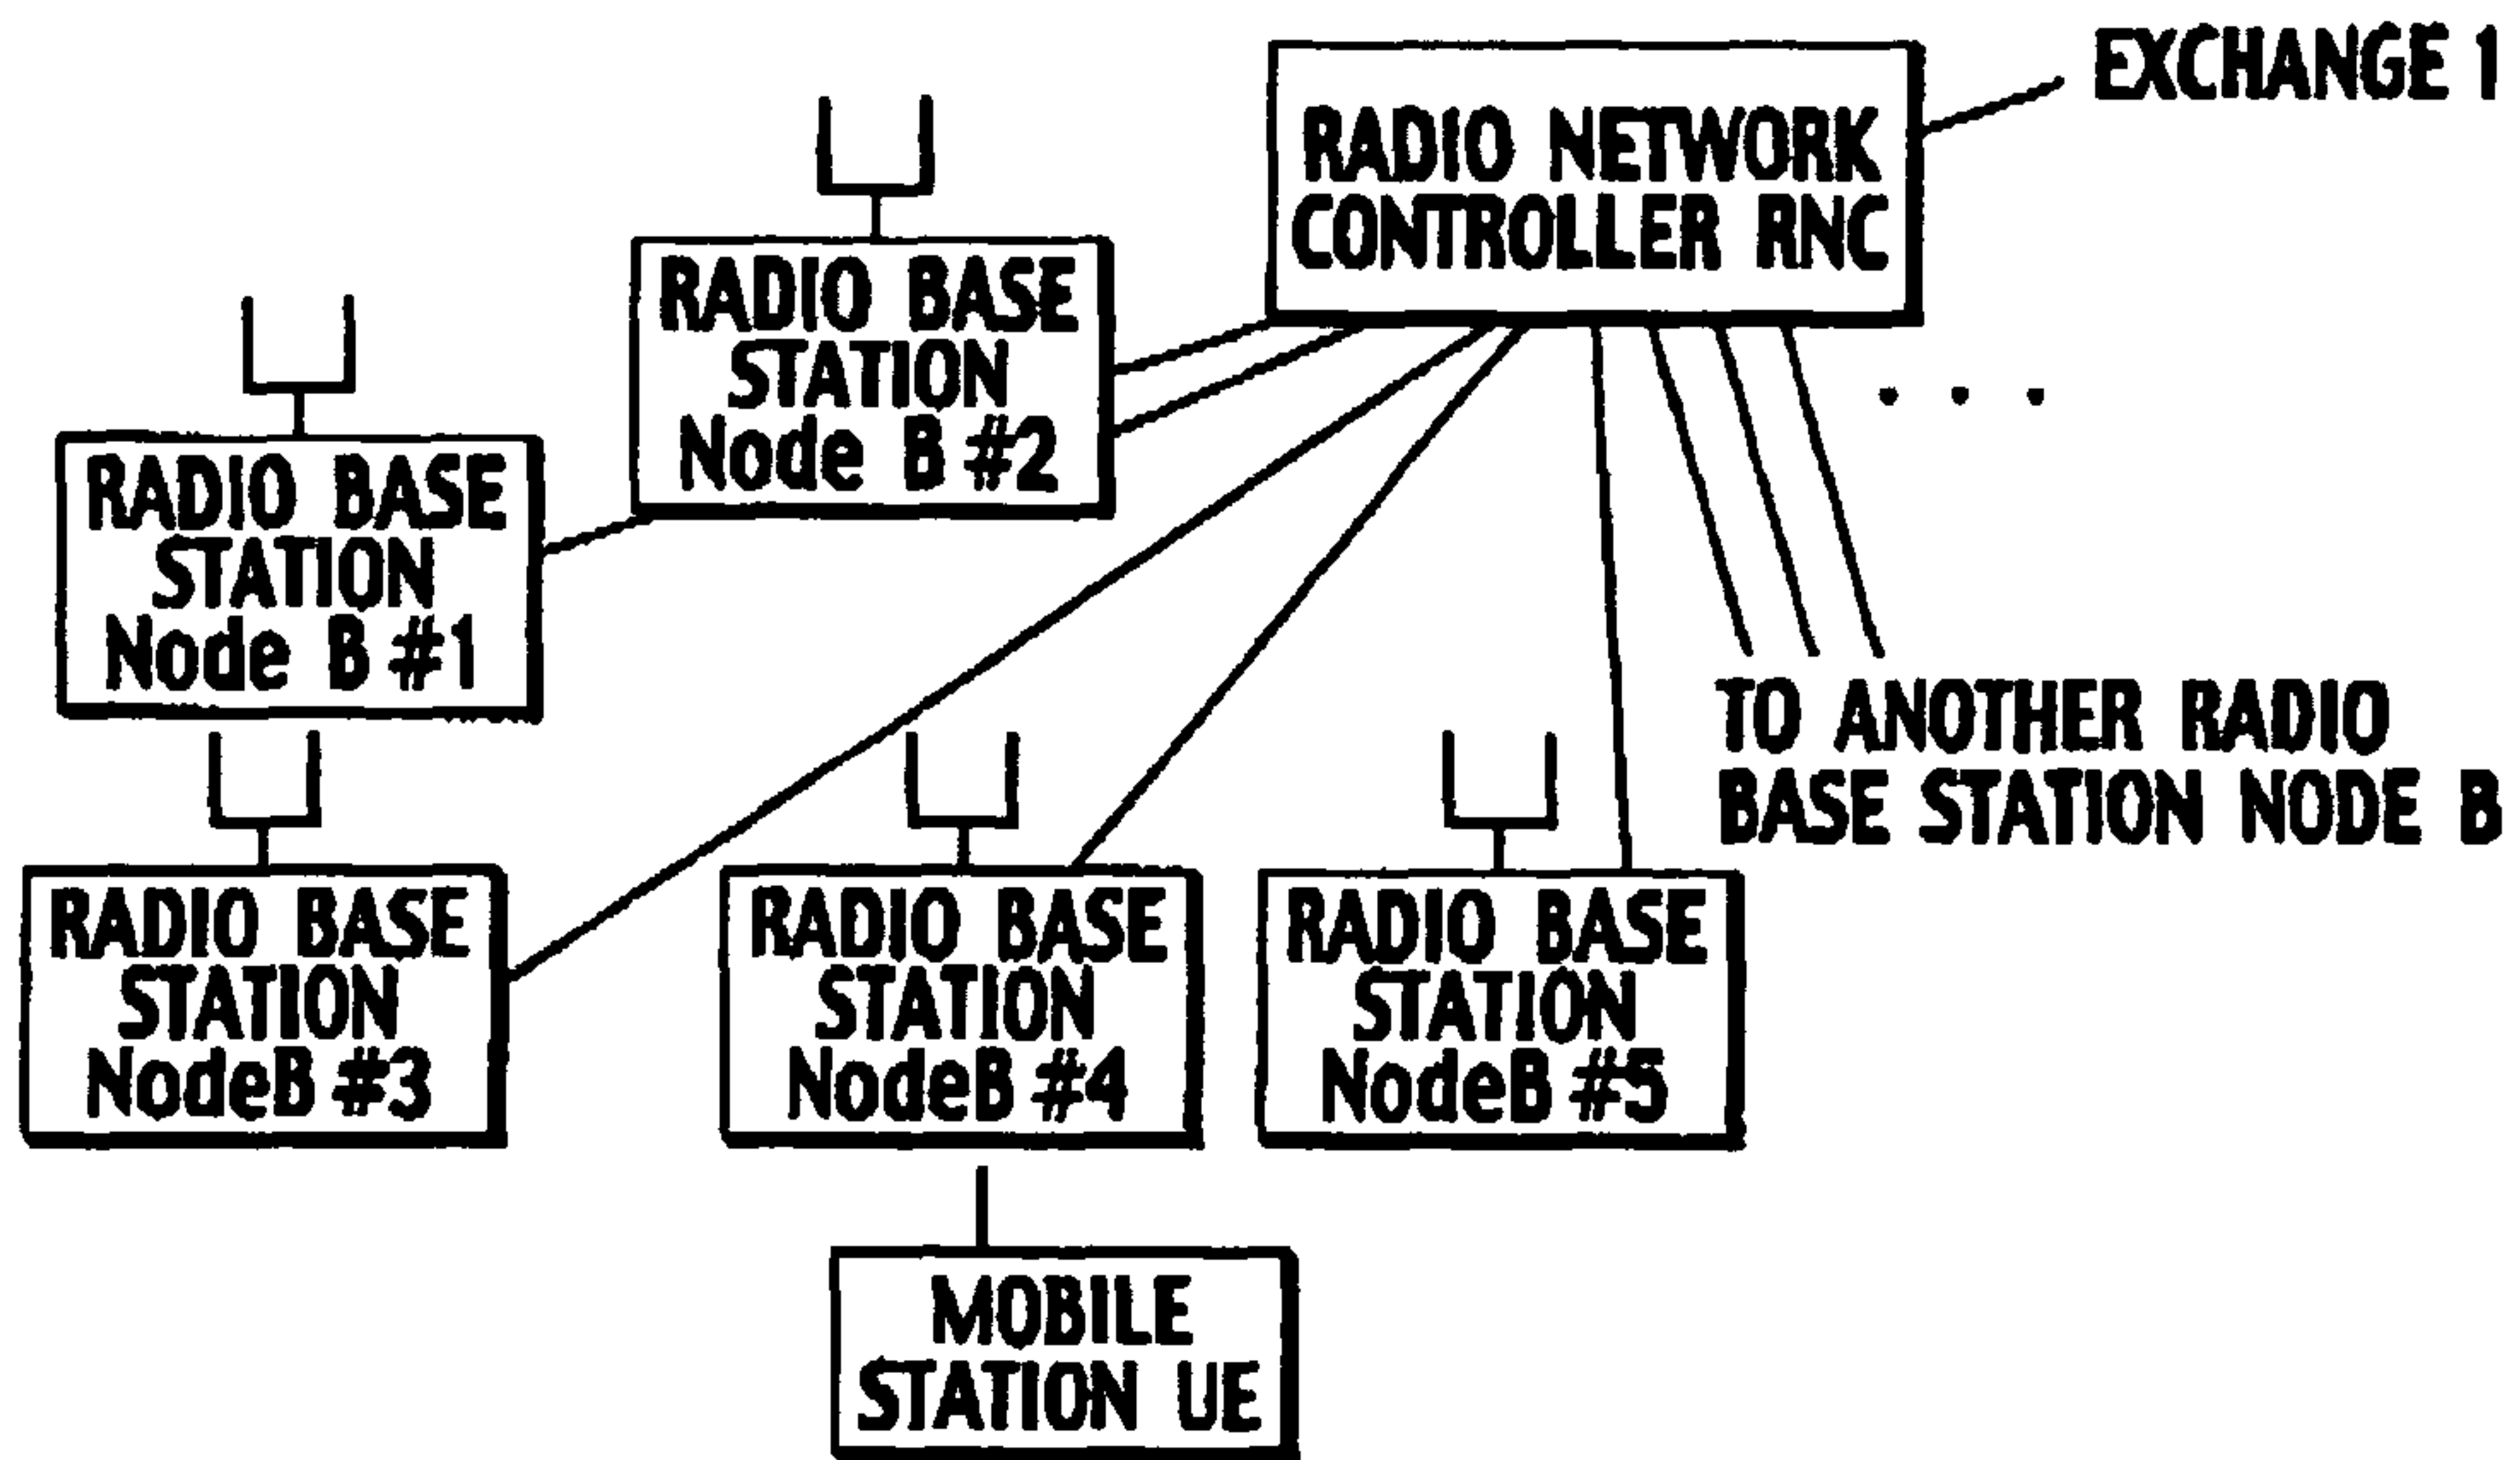 EXCHANGE 1
RADIO NETWORK
CONTROLLER RNC
RADIO BASE
STATION
Node B #2
RADIO BASE
STATION
Node B #1
TO ANOTHER RADIO
BASE STATION NODE B
RADIO BASE
STATION
NodeB #3
RADIO BASE
STATION
NodeB #4
RADIO BASE
STATION
NodeB #5
MOBILE
STATION UE